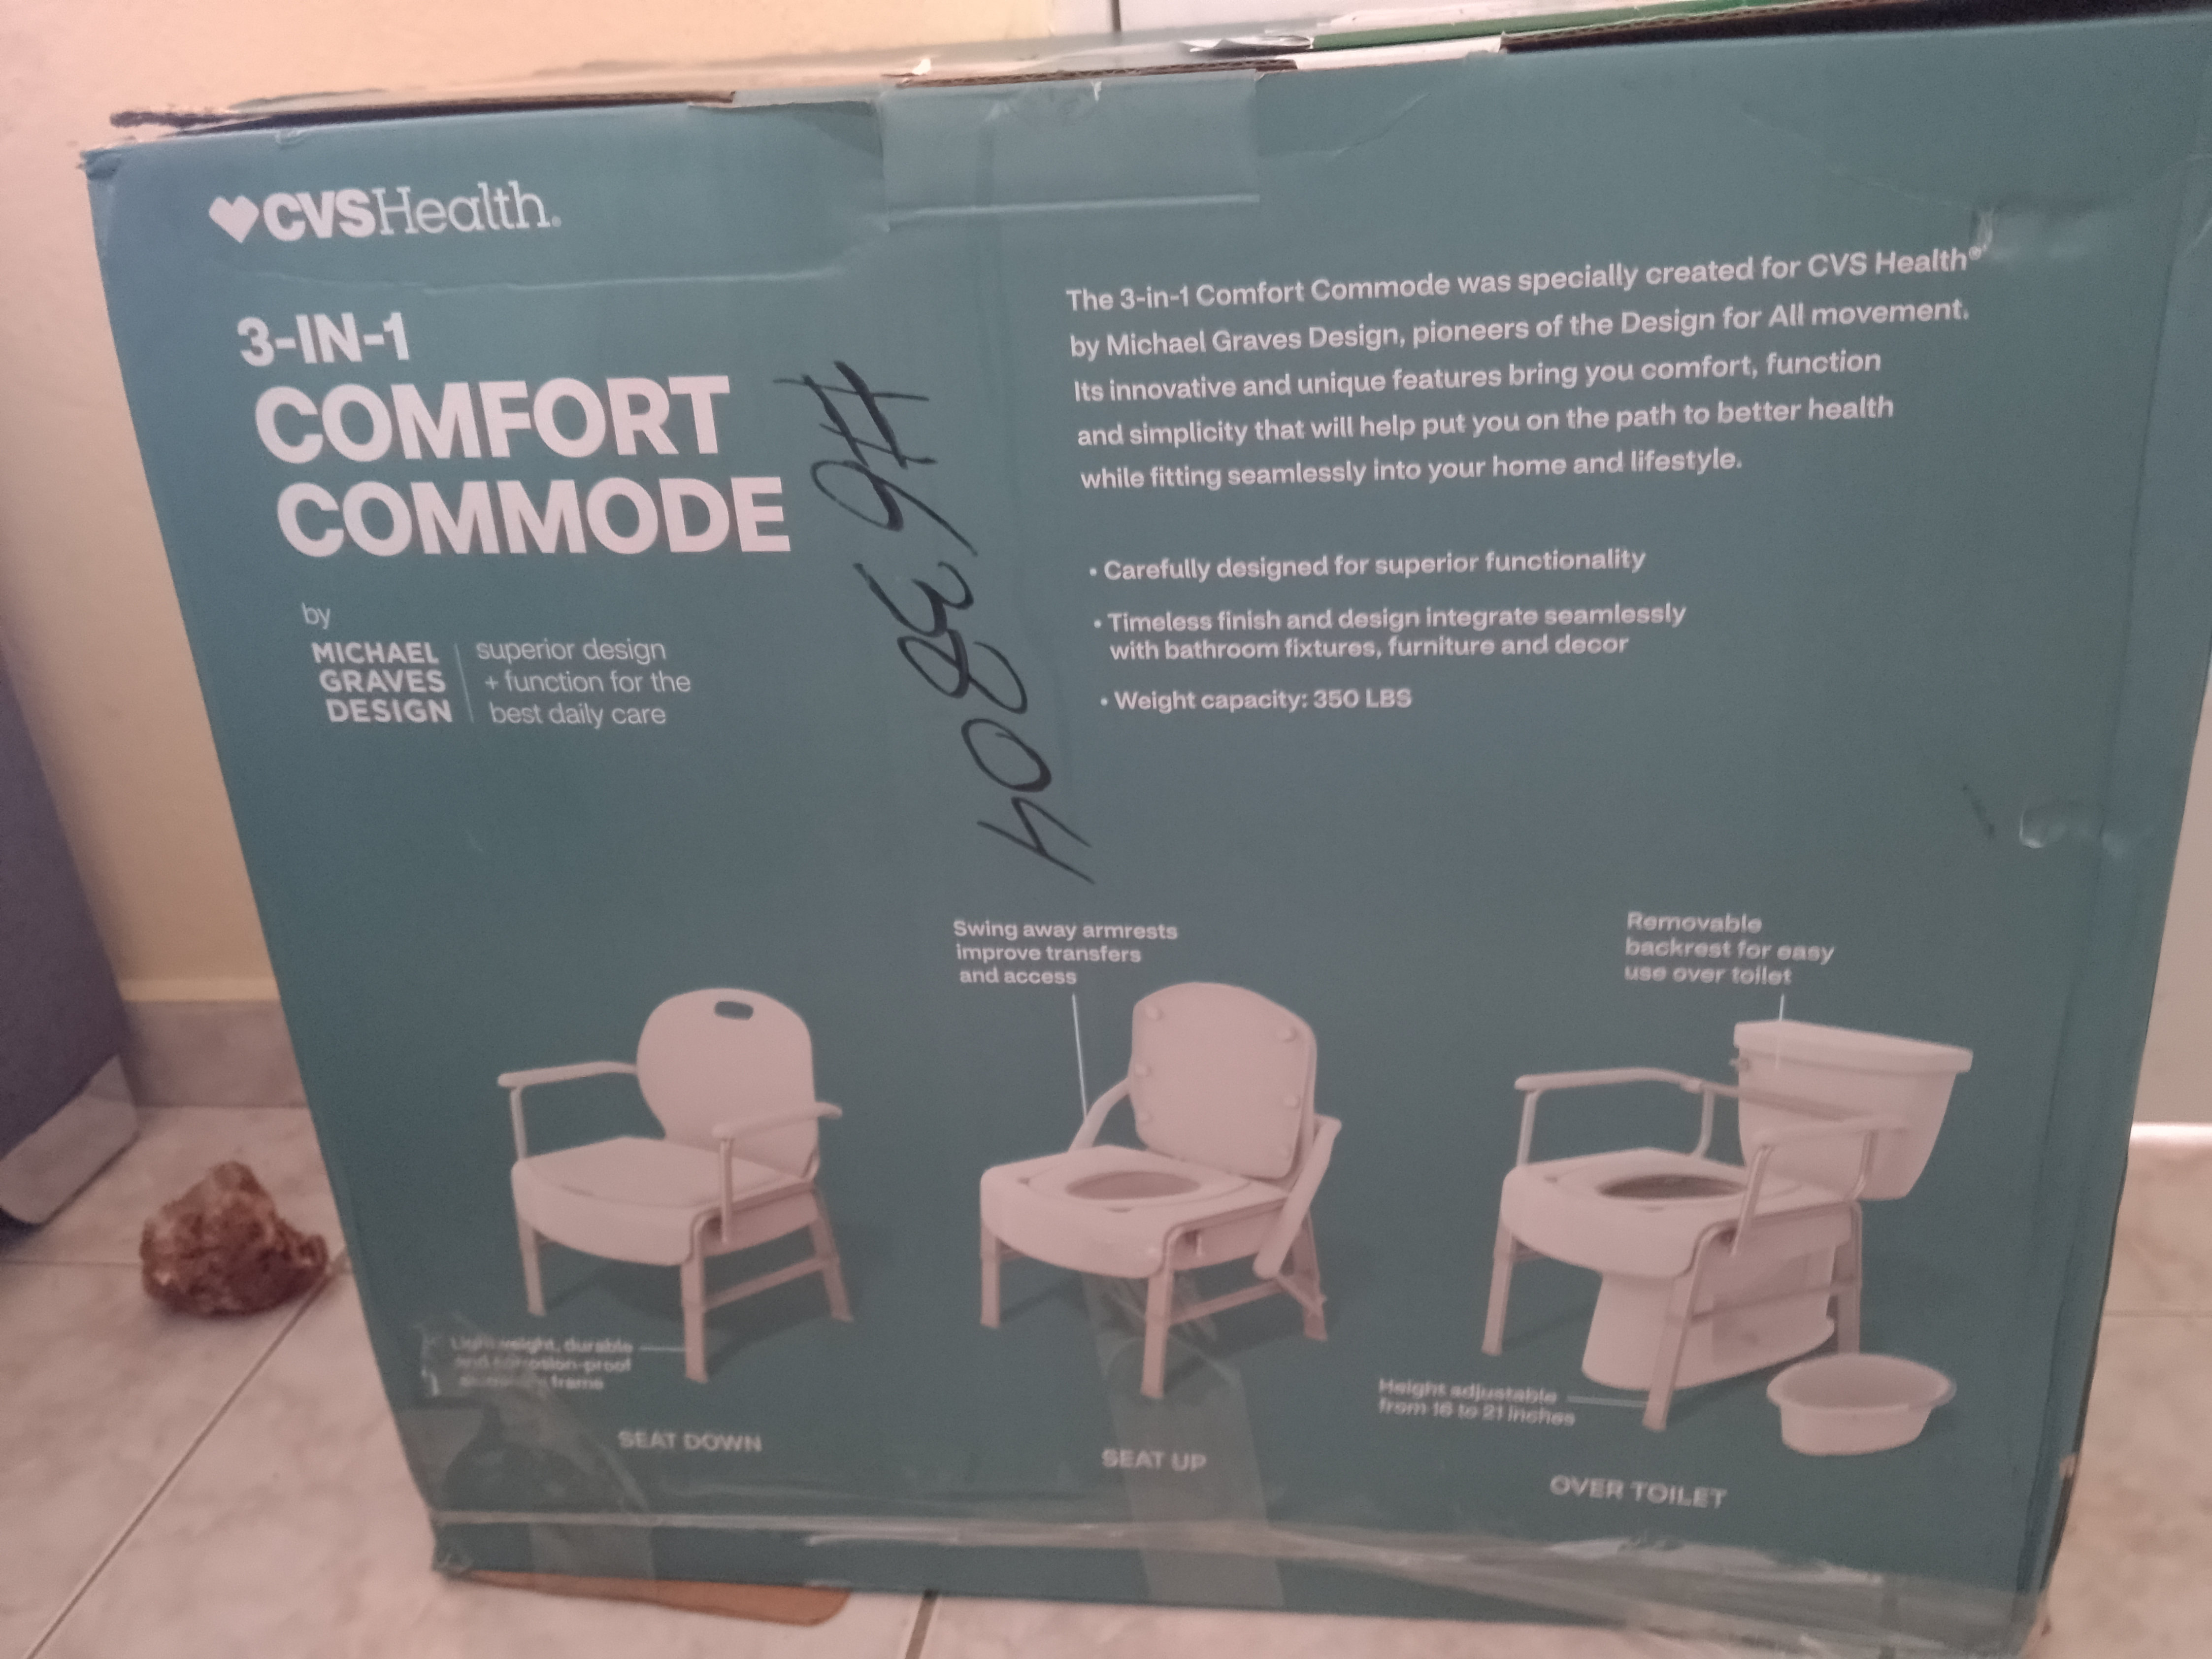 CVSHealth®
3-IN-1
COMFORT
COMMODE
by
MICHAEL
GRAVES
DESIGN
superior design
+ function for the
best daily care
#63804
The 3-in-1 Comfort Commode was specially created for CVS Health®
by Michael Graves Design, pioneers of the Design for All movement.
Its innovative and unique features bring you comfort, function
and simplicity that will help put you on the path to better health
while fitting seamlessly into your home and lifestyle.
• Carefully designed for superior functionality
• Timeless finish and design integrate seamlessly
with bathroom fixtures, furniture and decor
• Weight capacity: 350 LBS
Swing away armrests
improve transfers
and access
Removable
backrest for easy
use over toilet
Lightweight, durable
and corrosion-proof
frame
Height adjustable
from 16 to 21 inches
SEAT DOWN
SEAT UP
OVER TOILET